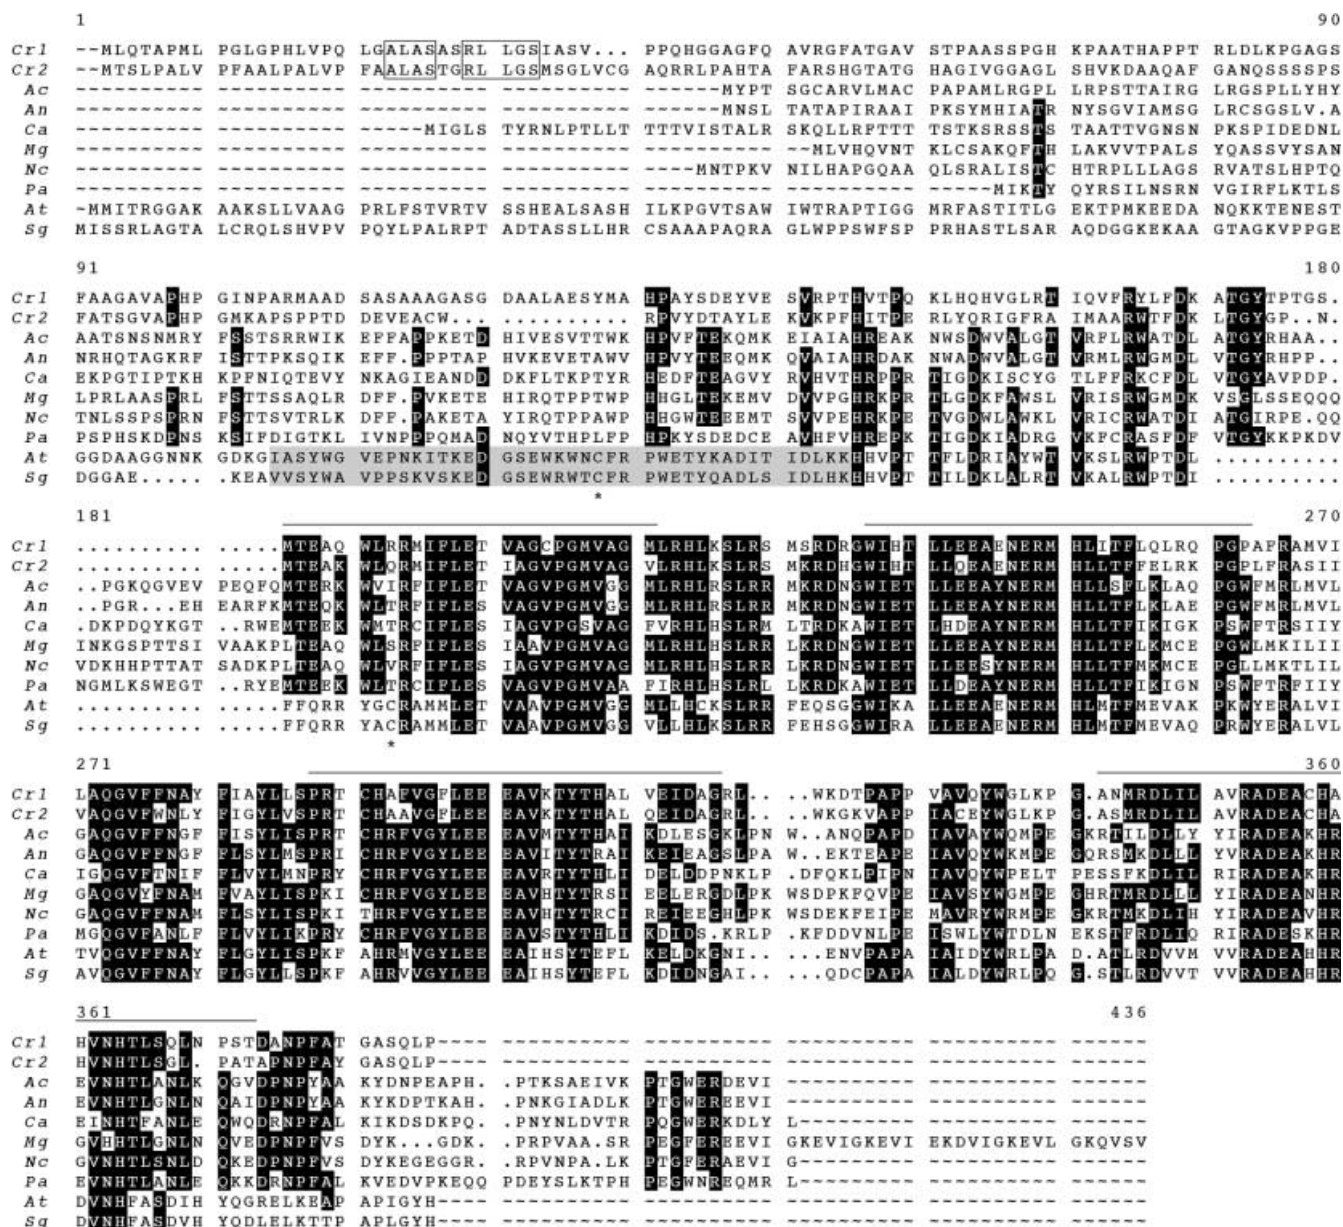 1 90
Cr1 ~~MLQTAPML PGLGPHLVPQ LGALASASRL LGSIASV... PPQHGGAGFQ AVRGFATGAV STPAASSPGH KPAATHAPPT RLDLKPGAGS
Cr2 ~~MTSLPALV PFAALPALVP FAALASTGRL LGSMSGLVCG AQRRLPAHTA FARSHGTATG HAGIVGGAGL SHVKDAAQAF GANQSSSSPS
Ac ~~~~~~~~~~ ~~~~~~~~~~ ~~~~~~~~~~ ~~~~~~~~~~ ~~~~~~MYPT SGCARVLMAC PAPAMLRGPL LRPSTTAIRG LRGSPLLYHY
An ~~~~~~~~~~ ~~~~~~~~~~ ~~~~~~~~~~ ~~~~~~~~~~ ~~~~~~MNSL TATAPIRAAI PKSYMHIATR NYSGVIAMSG LRCSGSLV.A
Ca ~~~~~~~~~~ ~~~~~~~~~~ ~~~~~MIGLS TYRNLPTLLT TTTVISTALR SKQLLRFTTT TSTKSRSSTS TAATTVGNSN PKSPIDEDNL
Mg ~~~~~~~~~~ ~~~~~~~~~~ ~~~~~~~~~~ ~~~~~~~~~~ ~~~~~~~~~~ ~~~MLVHQVNT KLCSAKQFTH LAKVVTPALS YQASSVYSAN
Nc ~~~~~~~~~~ ~~~~~~~~~~ ~~~~~~~~~~ ~~~~~~~~~~ ~~~~MNTPKV NILHAPGQAA QLSRALISTC HTRPLLLAGS RVATSLHPTQ
Pa ~~~~~~~~~~ ~~~~~~~~~~ ~~~~~~~~~~ ~~~~~~~~~~ ~~~~~~~~~~ ~~~~~~~~~~ ~~~~~~~MIKTY QYRSILNSRN VGIRFLKTLS
At ~MMITRGGAK AAKSLLVAAG PRLFSTVRTV SSHEALSASH ILKPGVTSAW IWTRAPTIGG MRFASTITLG EKTPMKEEDA NQKKTENEST
Sg MISSRLAGTA LCRQLSHVPV PQYLPALRPT ADTASSLLHR CSAAAPAQRA GLWPPSWFSP PRHASTLSAR AQDGGKEKAA GTAGKVPPGE
91 180
Cr1 FAAGAVAPHP GINPARMAAD SASAAAGASG DAALAESYMA HPAYSDEYVE SVRPTHVTPQ KLHQHVGLRT IQVFRYLFDK ATGYTPTGS.
Cr2 FATSGVAPHP GMKAPSPPTD DEVEACW... .......... .RPVYDTAYLE KVKPFHITPE RLYQRIGFRA IMAARWTFDK LTGYGP..N.
Ac AATSNSNMRY FSSTSRRWIK EFFAPPKETD HIVESVTTWK HPVFTEKQMK EIAIAHREAK NWSDWVALGT VRFLRWATDL ATGYRHAA..
An NRHQTAGKRF ISTTPKSQIK EFF.PPPTAP HVKEVETAWV HPVYTEEQMK QVAIAHRDAK NWADWVALGT VRMLRWGMDL VTGYRHPP..
Ca EKPGTIPTKH KPFNIQTEVY NKAGIEANDD DKFLTKPTYR HEDFTEAGVY RVHVTHRPPR TIGDKISCYG TLFFRKCFDL VTGYAVPDP.
Mg LPRLAASPRL FSTTSSAQLR DFF.PVKETE HIRQTPPTWP HHGLTEKEMV DVVPGHRKPR TLGDKFAWSL VRISRWGMDK VSGLSSEQQQ
Nc TNLSSPSPRN FSTTSVTRLK DFF.PAKETA YIRQTPPAWP HHGWTEEEMT SVVPEHRKPE TVGDWLAWKL VRICRWATDI ATGIRPE.QQ
Pa PSPHSKDPNS KSIFDIGTKL IVNPPPQMAD NQYVTHPLFP HPKYSDEDCE AVHFVHREPK TIGDKIADRG VKFCRASFDF VTGYKKPKDV
At GGDAAGGNNK GDKGIASYWG VEPNKITKED GSEWKWNCFR PWETYKADIT IDLKKHHVPT TFLDRIAYWT VKSLRWPTDL ..........
Sg DGGAE..... .KEAVVSYWA VPPSKVSKED GSEWRWTCFR PWETYQADLS IDLHKHHVPT TILDKLALRT VKALRWPTDI ..........
*
181 270
Cr1 .......... ......MTEAQ WLRRMIFLET VAGCPGMVAG MLRHLKSLRS MSRDRGWIHT LLEEAENERM HLITFLQLRQ PGPAFRAMVI
Cr2 .......... ......MTEAK WLQRMIFLET IAGVPGMVAG VLRHLKSLRS MKRDHGWIHT LLQEAENERM HLLTFFELRK PGPLFRASII
Ac ..PGKQGVEV PEQFQMTERK WVIRFIFLES VAGVPGMVGG MLRHLRSLRR MKRDNGWIET LLEEAYNERM HLLSFLKLAQ PGWFMRLMVL
An ..PGR...EH EARFKMTEQK WLTRFIFLES VAGVPGMVGG MLRHLRSLRR MKRDNGWIET LLEEAYNERM HLLTFLKLAE PGWFMRLMVL
Ca .DKPDQYKGT ..RWEMTEEK WMTRCIFLES IAGVPGSVAG FVRHLHSLRM LTRDKAWIET LHDEAYNERM HLLTFIKIGK PSWFTRSIIY
Mg INKGSPTTSI VAAKPLTEAQ WLSRFIFLES IAAVPGMVAG MLRHLHSLRR LKRDNGWIET LLEEAYNERM HLLTFLKMCE PGWLMKILII
Nc VDKHHPTTAT SADKPLTEAQ WLVRFIFLES IAGVPGMVAG MLRHLHSLRR LKRDNGWIET LLEESYNERM HLLTFMKMCE PGLLMKTLIL
Pa NGMLKSWEGT ..RYEMTEEK WLTRCIFLES VAGVPGMVAA FIRHLHSLRL LKRDKAWIET LLDEAYNERM HLLTFIKIGN PSWFTRFIIY
At .......... .....FFQRR YGCRAMMLET VAAVPGMVGG MLLHCKSLRR FEQSGGWIKA LLEEAENERM HLMTFMEVAK PKWYERALVI
Sg .......... .....FFQRR YACRAMMLET VAAVPGMVGG VLLHLKSLRR FEHSGGWIRA LLEEAENERM HLMTFMEVAQ PRWYERALVL
*
271 360
Cr1 LAQGVFFNAY FIAYLLSPRT CHAFVGFLEE EAVKTYTHAL VEIDAGRL.. ..WKDTPAPP VAVQYWGLKP G.ANMRDLIL AVRADEACHA
Cr2 VAQGVFWNLY FIGYLVSPRT CHAAVGFLEE EAVKTYTHAL QEIDAGRL.. ..WKGKVAPP IACEYWGLKP G.ASMRDLIL AVRADEACHA
Ac GAQGVFFNGF FISYLISPRT CHRFVGYLEE EAVMTYTHAI KDLESGKLPN W..ANQPAPD IAVAYWQMPE GKRTILDLLY YIRADEAKHR
An GAQGVFFNGF FLSYLMSPRI CHRFVGYLEE EAVITYTRAI KEIEAGSLPA W..EKTEAPE IAVQYWKMPE GQRSMKDLLL YVRADEAKHR
Ca IGQGVFTNIF FLVYLMNPRY CHRFVGYLEE EAVRTYTHLI DELDDPNKLP .DFQKLPIPN IAVQYWPELT PESSFKDLIL RIRADEAKHR
Mg GAQGVYFNAM FVAYLISPKI CHRFVGYLEE EAVHTYTRSI EELERGDLPK WSDPKFQVPE IAVSYWGMPE GHRTMRDLLL YIRADEANHR
Nc GAQGVFFNAM FLSYLISPKI THRFVGYLEE EAVHTYTRCI REIEEGHLPK WSDEKFEIPE MAVRYWRMPE GKRTMKDLIH YIRADEAVHR
Pa MGQGVFANLF FLVYLIKPRY CHRFVGYLEE EAVSTYTHLI KDIDS.KRLP .KFDDVNLPE ISWLYWTDLN EKSTFRDLIQ RIRADESKHR
At TVQGVFFNAY FLGYLISPKF AHRMVGYLEE EAIHSYTEFL KELDKGNI.. ...ENVPAPA IAIDYWRLPA D.ATLRDVVM VVRADEAHHR
Sg AVQGVFFNAY FLGYLLSPKF AHRVVGYLEE EAIHSYTEFL KDIDNGAI.. ...QDCPAPA IALDYWRLPQ G.STLRDVVT VVRADEAHHR
361 436
Cr1 HVNHTLSQLN PSTDANPFAT GASQLP~~~~ ~~~~~~~~~~ ~~~~~~~~~~ ~~~~~~~~~~ ~~~~~~~~~~ ~~~~~~
Cr2 HVNHTLSGL. PATAPNPFAY GASQLP~~~~ ~~~~~~~~~~ ~~~~~~~~~~ ~~~~~~~~~~ ~~~~~~~~~~ ~~~~~~
Ac EVNHTLANLK QGVDPNPYAA KYDNPEAPH. .PTKSAEIVK PTGWERDEVI ~~~~~~~~~~ ~~~~~~~~~~ ~~~~~~
An EVNHTLGNLN QAIDPNPYAA KYKDPTKAH. .PNKGIADLK PTGWEREEVI ~~~~~~~~~~ ~~~~~~~~~~ ~~~~~~
Ca EINHTFANLE QWQDRNPFAL KIKDSDKPQ. .PNYNLDVTR PQGWERKDLY L~~~~~~~~~ ~~~~~~~~~~ ~~~~~~
Mg GVHHTLGNLN QVEDPNPFVS DYK...GDK. .PRPVAA.SR PEGFEREEVI GKEVIGKEVI EKDVIGKEVL GKQVSV
Nc GVNHTLSNLD QKEDPNPFVS DYKEGEGGR. .RPVNPA.LK PTGFERAEVI G~~~~~~~~~ ~~~~~~~~~~ ~~~~~~
Pa EVNHTLANLE QKKDRNPFAL KVEDVPKEQQ PDEYSLKTPH PEGWNREQMR L~~~~~~~~~ ~~~~~~~~~~ ~~~~~~
At DVNHFASDIH YQGRELKEAP APIGYH~~~~ ~~~~~~~~~~ ~~~~~~~~~~ ~~~~~~~~~~ ~~~~~~~~~~ ~~~~~~
Sg DVNHFASDVH YQDLELKTTP APLGYH~~~~ ~~~~~~~~~~ ~~~~~~~~~~ ~~~~~~~~~~ ~~~~~~~~~~ ~~~~~~